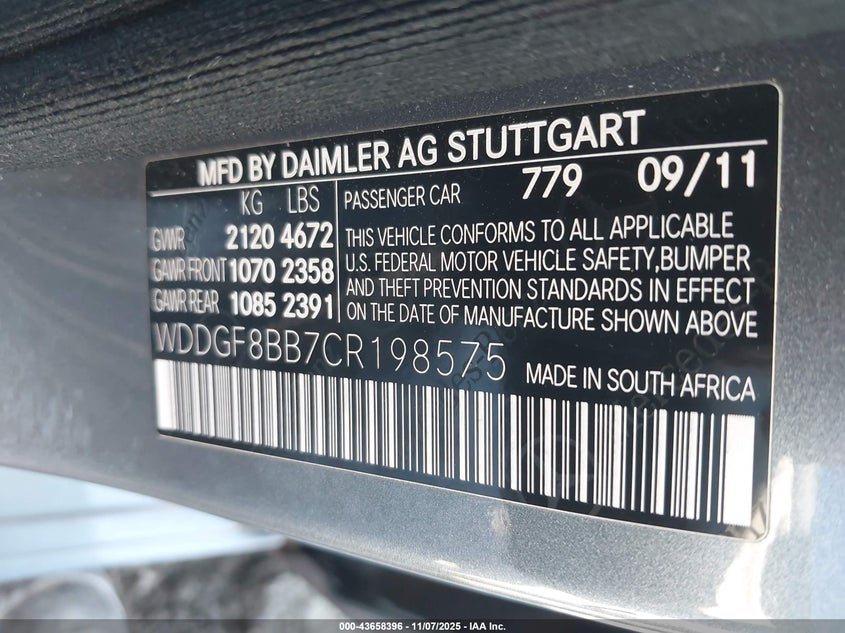 MFD BY DAIMLER AG STUTTGART
KG LBS
GVWR 2120 4672
GAWR FRONT 1070 2358
GAWR REAR 1085 2391
PASSENGER CAR 779 09/11
THIS VEHICLE CONFORMS TO ALL APPLICABLE
U.S. FEDERAL MOTOR VEHICLE SAFETY,BUMPER
AND THEFT PREVENTION STANDARDS IN EFFECT
ON THE DATE OF MANUFACTURE SHOWN ABOVE
WDDGF8BB7CR198575
MADE IN SOUTH AFRICA
000-43658396 - 11/07/2025 - IAA Inc.